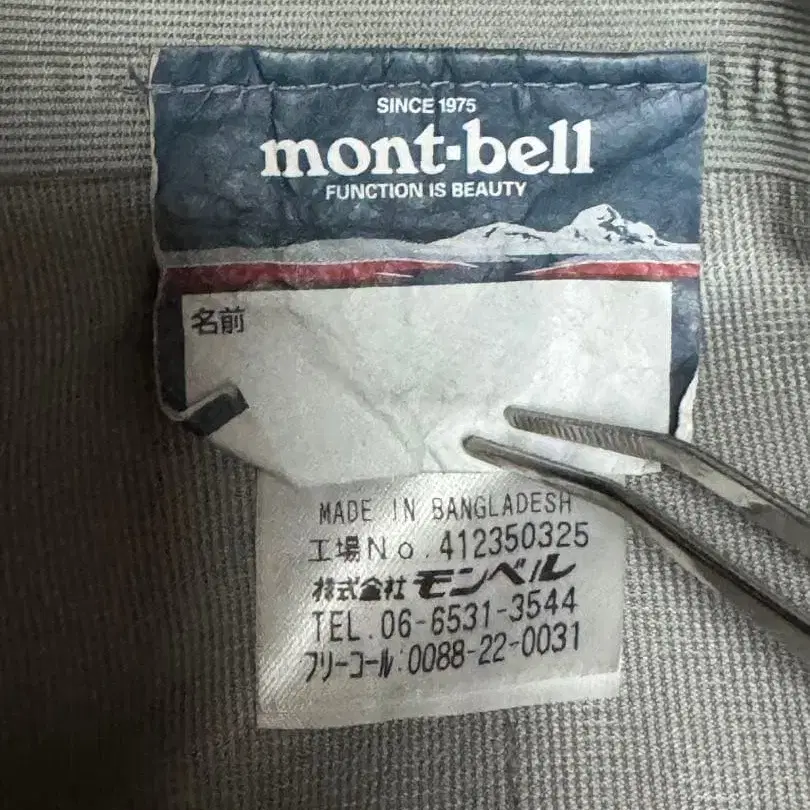 SINCE 1975
mont-bell
FUNCTION IS BEAUTY
名前
MADE IN BANGLADESH
工場No.412350325
株式会社モンベル
TEL.06-6531-3544
フリーコール:0088-22-0031